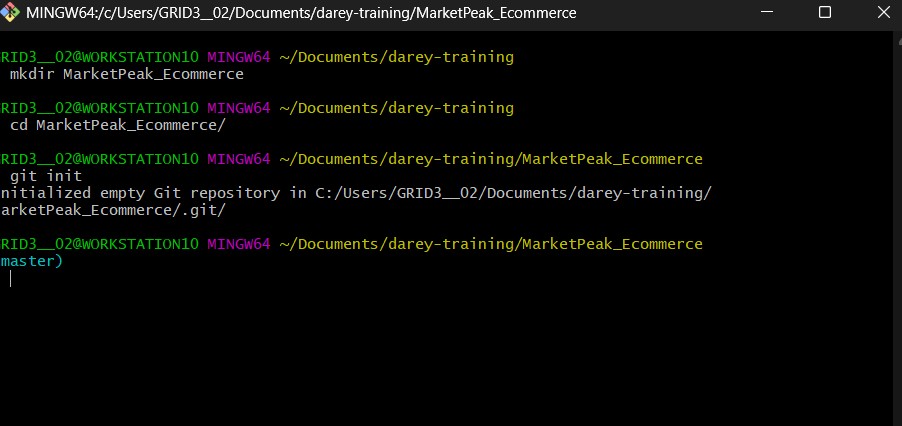 MINGW64:/c/Users/GRID3__02/Documents/darey-training/MarketPeak_Ecommerce
RID3__02@WORKSTATION10 MINGW64 ~/Documents/darey-training
mkdir MarketPeak_Ecommerce
RID3__02@WORKSTATION10 MINGW64 ~/Documents/darey-training
cd MarketPeak_Ecommerce/
RID3__02@WORKSTATION10 MINGW64 ~/Documents/darey-training/MarketPeak_Ecommerce
git init
nitialized empty Git repository in C:/Users/GRID3__02/Documents/darey-training/
arketPeak_Ecommerce/.git/
RID3__02@WORKSTATION10 MINGW64 ~/Documents/darey-training/MarketPeak_Ecommerce
master)